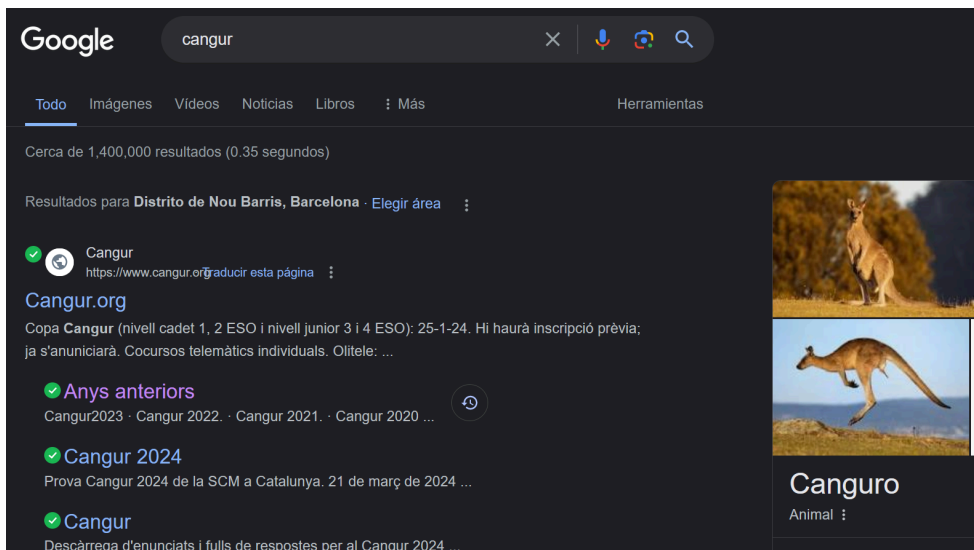 Google
cangur
Todo Imágenes Vídeos Noticias Libros Más Herramientas
Cerca de 1,400,000 resultados (0.35 segundos)
Resultados para Distrito de Nou Barris, Barcelona · Elegir área
Cangur
https://www.cangur.org Traducir esta página
Cangur.org
Copa Cangur (nivell cadet 1, 2 ESO i nivell junior 3 i 4 ESO): 25-1-24. Hi haurà inscripció prèvia;
ja s'anunciarà. Cocursos telemàtics individuals. Olitele: ...
Anys anteriors
Cangur2023 · Cangur 2022. · Cangur 2021. · Cangur 2020 ...
Cangur 2024
Prova Cangur 2024 de la SCM a Catalunya. 21 de març de 2024 ...
Cangur
Descàrrega d'enunciats i fulls de respostes per al Cangur 2024 ...
Canguro
Animal